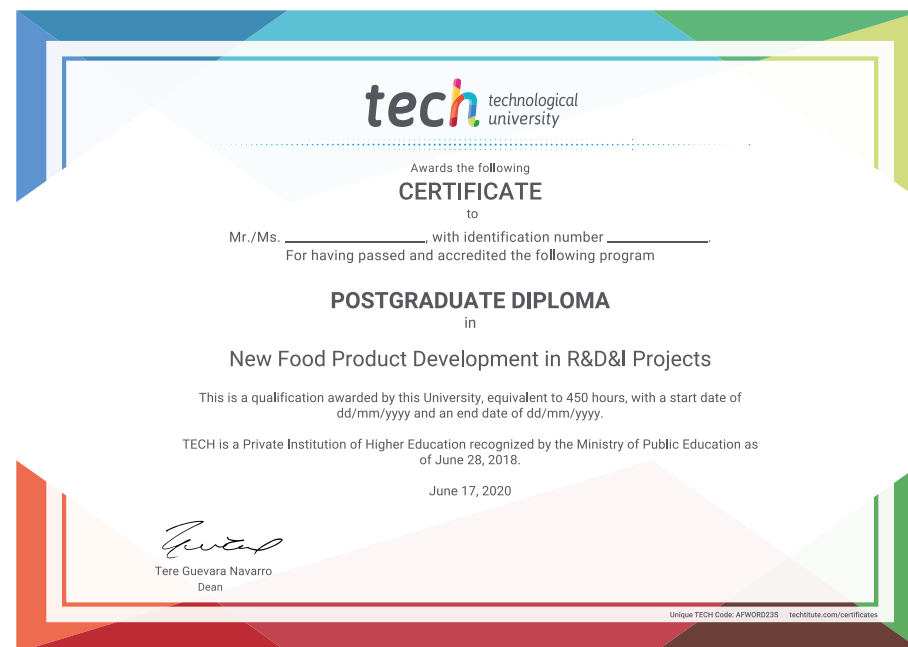 tech technological
university
Awards the following
CERTIFICATE
to
Mr./Ms. ____________________, with identification number ______________.
For having passed and accredited the following program
POSTGRADUATE DIPLOMA
in
New Food Product Development in R&D&I Projects
This is a qualification awarded by this University, equivalent to 450 hours, with a start date of
dd/mm/yyyy and an end date of dd/mm/yyyy.
TECH is a Private Institution of Higher Education recognized by the Ministry of Public Education as
of June 28, 2018.
June 17, 2020
Tere Guevara Navarro
Dean
Unique TECH Code: AFWORD23S techtitute.com/certificates